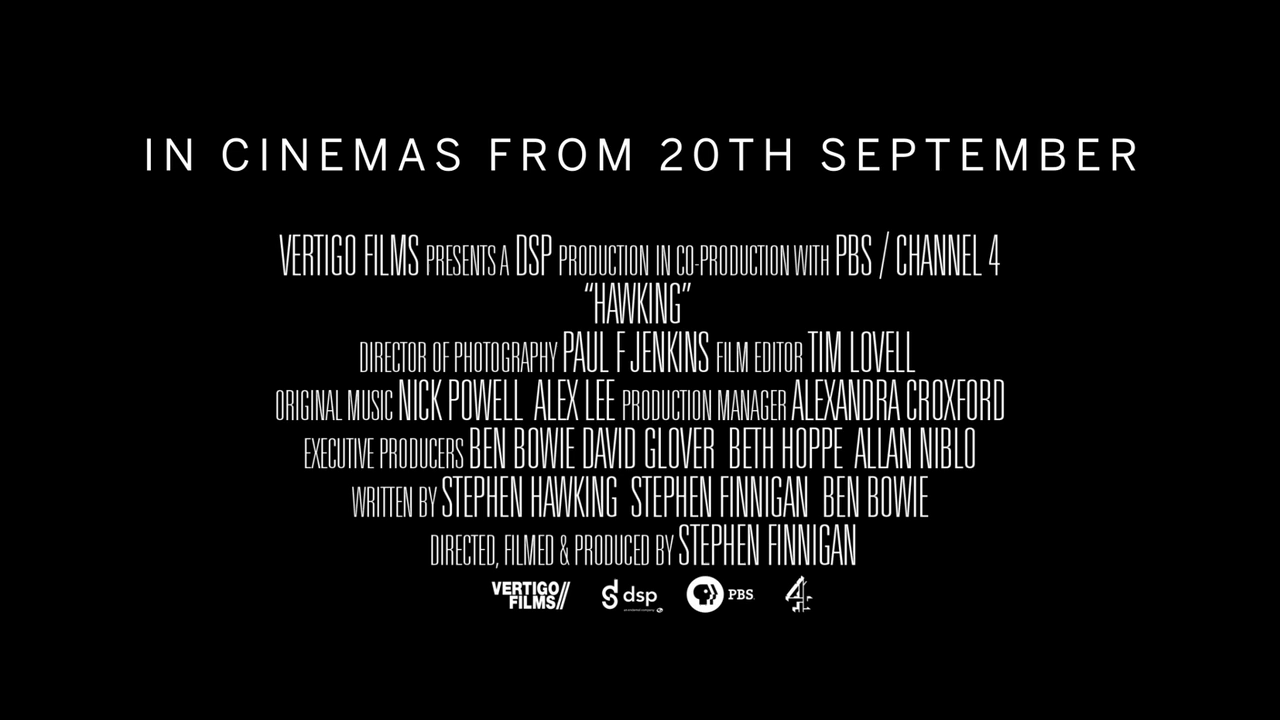 IN CINEMAS FROM 20TH SEPTEMBER
VERTIGO FILMS PRESENTS A DSP PRODUCTION IN CO-PRODUCTION WITH PBS / CHANNEL 4
“HAWKING”
DIRECTOR OF PHOTOGRAPHY PAUL F JENKINS FILM EDITOR TIM LOVELL
ORIGINAL MUSIC NICK POWELL ALEX LEE PRODUCTION MANAGER ALEXANDRA CROXFORD
EXECUTIVE PRODUCERS BEN BOWIE DAVID GLOVER BETH HOPPE ALLAN NIBLO
WRITTEN BY STEPHEN HAWKING STEPHEN FINNIGAN BEN BOWIE
DIRECTED, FILMED & PRODUCED BY STEPHEN FINNIGAN
VERTIGO
FILMS//
dsp
PBS
4